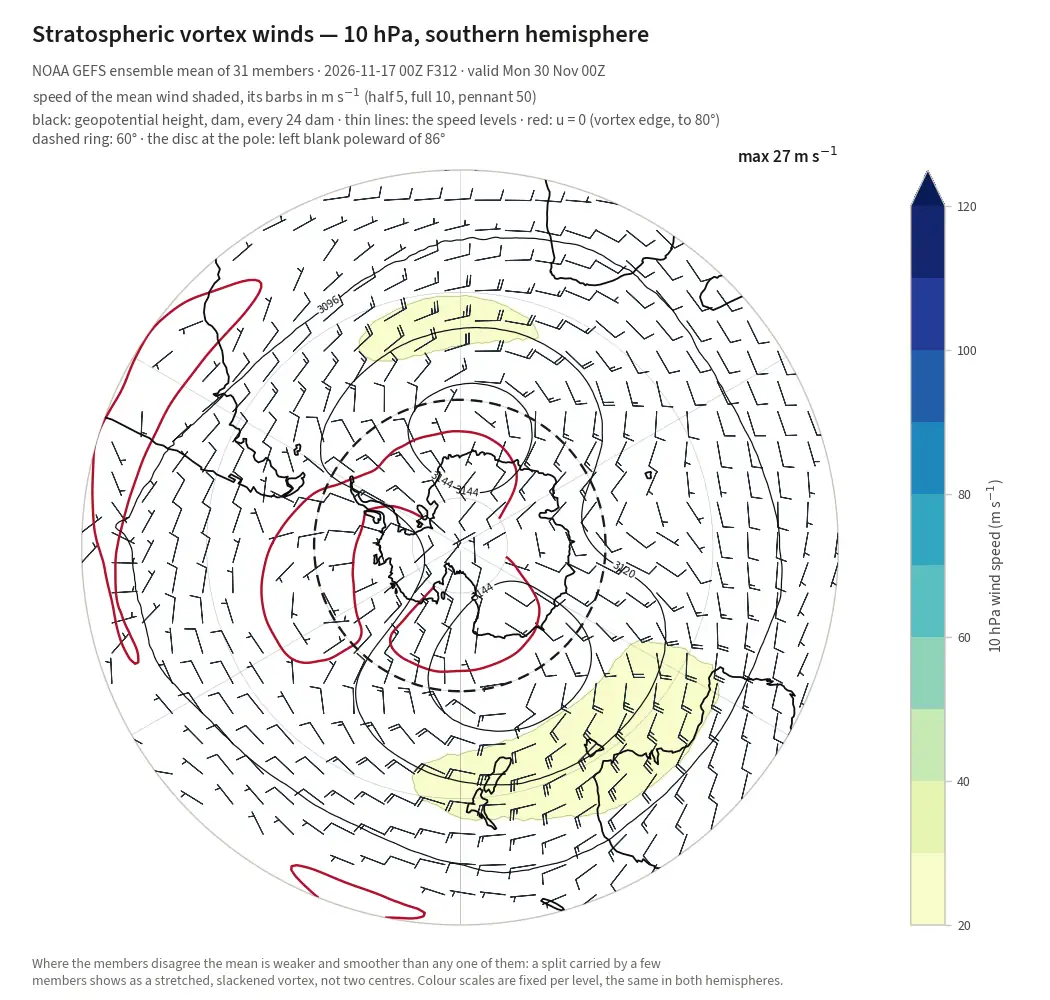 Stratospheric vortex winds — 10 hPa, southern hemisphere
NOAA GEFS ensemble mean of 31 members · 2026-11-17 00Z F312 · valid Mon 30 Nov 00Z
speed of the mean wind shaded, its barbs in m s⁻¹ (half 5, full 10, pennant 50)
black: geopotential height, dam, every 24 dam · thin lines: the speed levels · red: u = 0 (vortex edge, to 80°)
dashed ring: 60° · the disc at the pole: left blank poleward of 86°
max 27 m s⁻¹
120
100
80
60
40
20
10 hPa wind speed (m s⁻¹)
3096
3144
3144
3120
3144
Where the members disagree the mean is weaker and smoother than any one of them: a split carried by a few
members shows as a stretched, slackened vortex, not two centres. Colour scales are fixed per level, the same in both hemispheres.